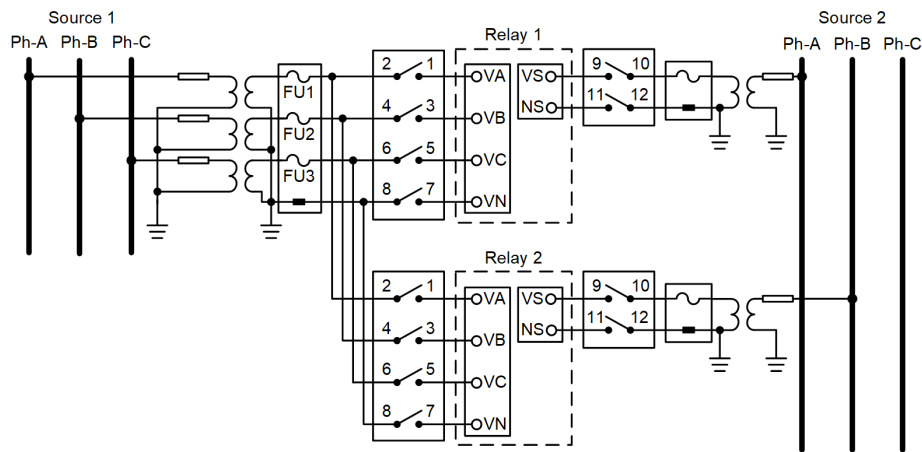 Source 1
Source 2
Ph-A Ph-B Ph-C
Ph-A Ph-B Ph-C
Relay 1
FU1
FU2
FU3
2 1
4 3
6 5
8 7
VA
VB
VC
VN
VS
NS
9 10
11 12
Relay 2
2 1
4 3
6 5
8 7
VA
VB
VC
VN
VS
NS
9 10
11 12